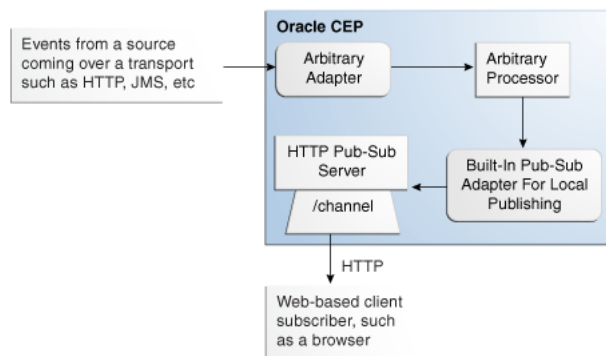 Oracle CEP
Events from a source
coming over a transport
such as HTTP, JMS, etc
Arbitrary
Adapter
Arbitrary
Processor
HTTP Pub-Sub
Server
/channel
Built-In Pub-Sub
Adapter For Local
Publishing
HTTP
Web-based client
subscriber, such
as a browser